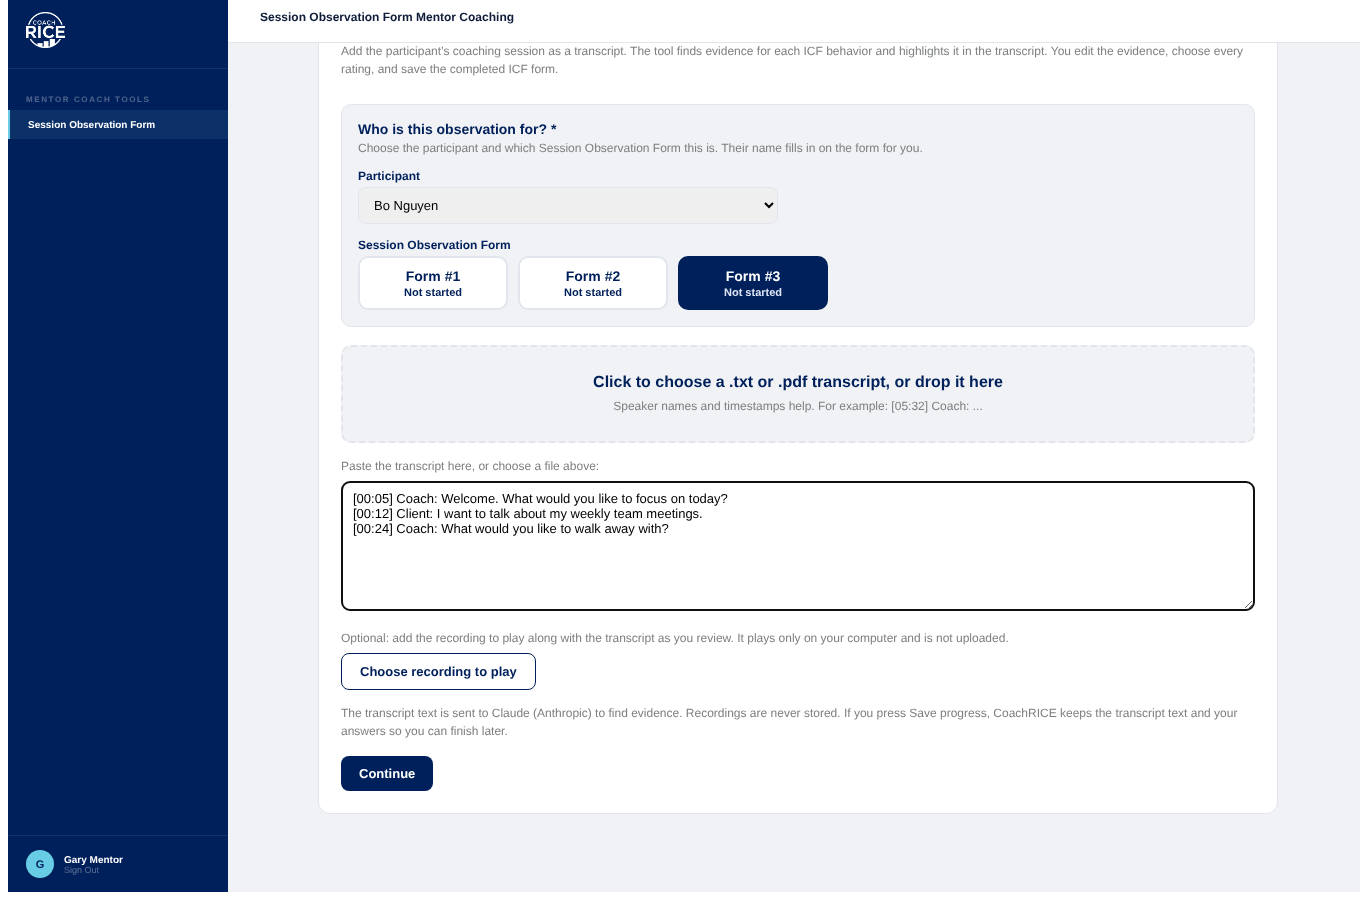 COACH
RICE
Session Observation Form Mentor Coaching
MENTOR COACH TOOLS
Session Observation Form
Add the participant's coaching session as a transcript. The tool finds evidence for each ICF behavior and highlights it in the transcript. You edit the evidence, choose every
rating, and save the completed ICF form.
Who is this observation for? *
Choose the participant and which Session Observation Form this is. Their name fills in on the form for you.
Participant
Bo Nguyen
Session Observation Form
Form #1
Not started
Form #2
Not started
Form #3
Not started
Click to choose a .txt or .pdf transcript, or drop it here
Speaker names and timestamps help. For example: [05:32] Coach: ...
Paste the transcript here, or choose a file above:
[00:05] Coach: Welcome. What would you like to focus on today?
[00:12] Client: I want to talk about my weekly team meetings.
[00:24] Coach: What would you like to walk away with?
Optional: add the recording to play along with the transcript as you review. It plays only on your computer and is not uploaded.
Choose recording to play
The transcript text is sent to Claude (Anthropic) to find evidence. Recordings are never stored. If you press Save progress, CoachRICE keeps the transcript text and your
answers so you can finish later.
Continue
G
Gary Mentor
Sign Out